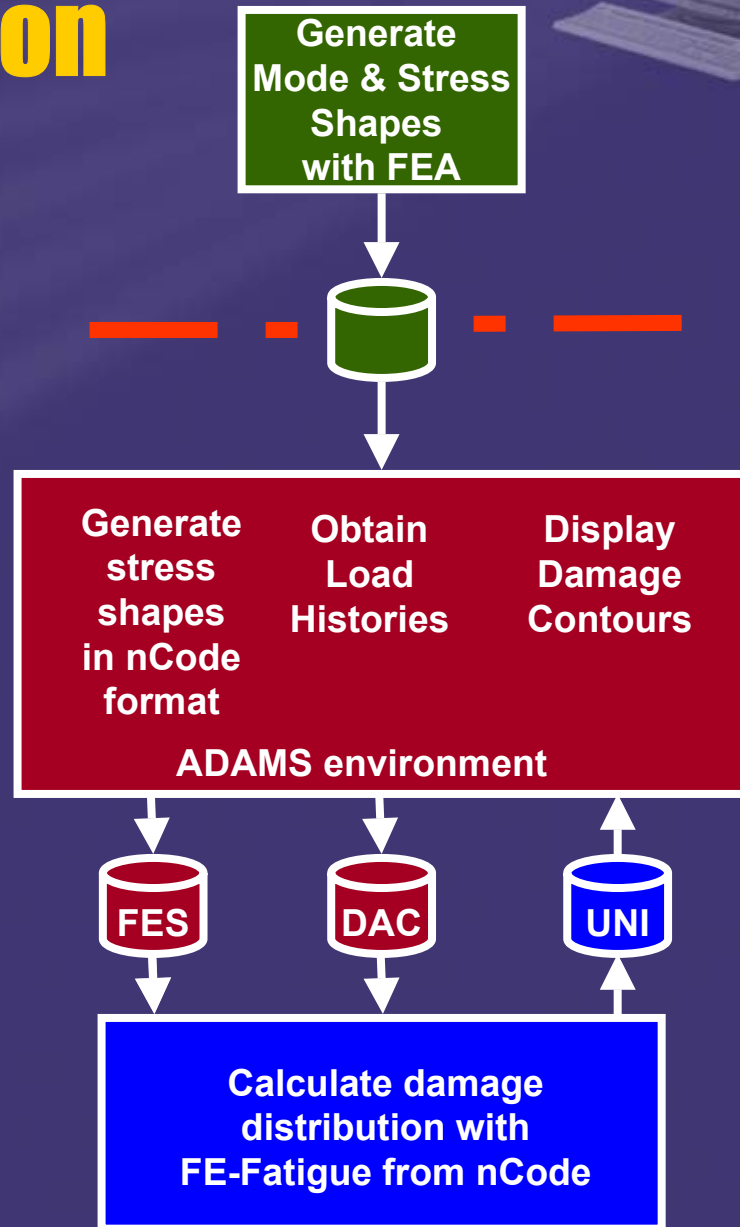 on
Generate
Mode & Stress
Shapes
with FEA
Generate
stress
shapes
in nCode
format
Obtain
Load
Histories
Display
Damage
Contours
ADAMS environment
FES
DAC
UNI
Calculate damage
distribution with
FE-Fatigue from nCode